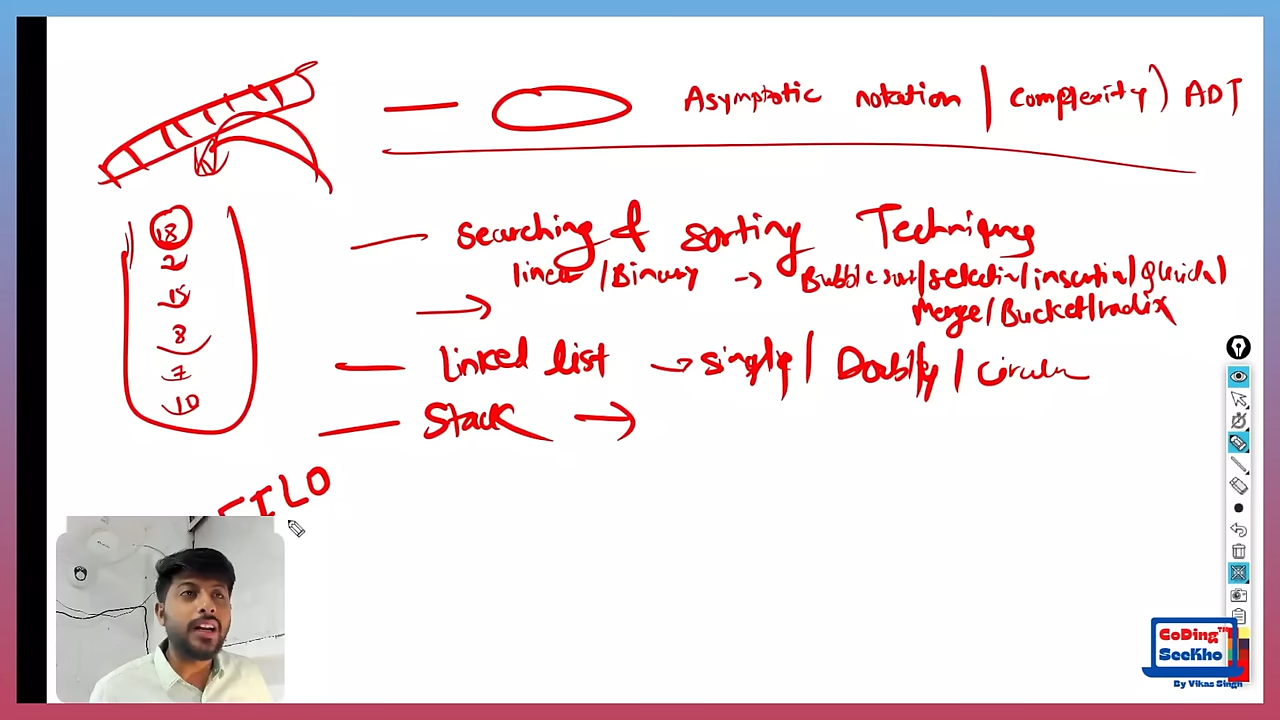 Asymptotic notation | complexity) ADT
18
2
15
8
7
10
searching & sorting Techniques
linear /Binary → Bubble sort/selection/insertion/quick/
Merge/Bucket/radix
Linked list → singly/ Doubly / circular
Stack →
FILO
CoDing™
SeeKho
By Vikas Singh